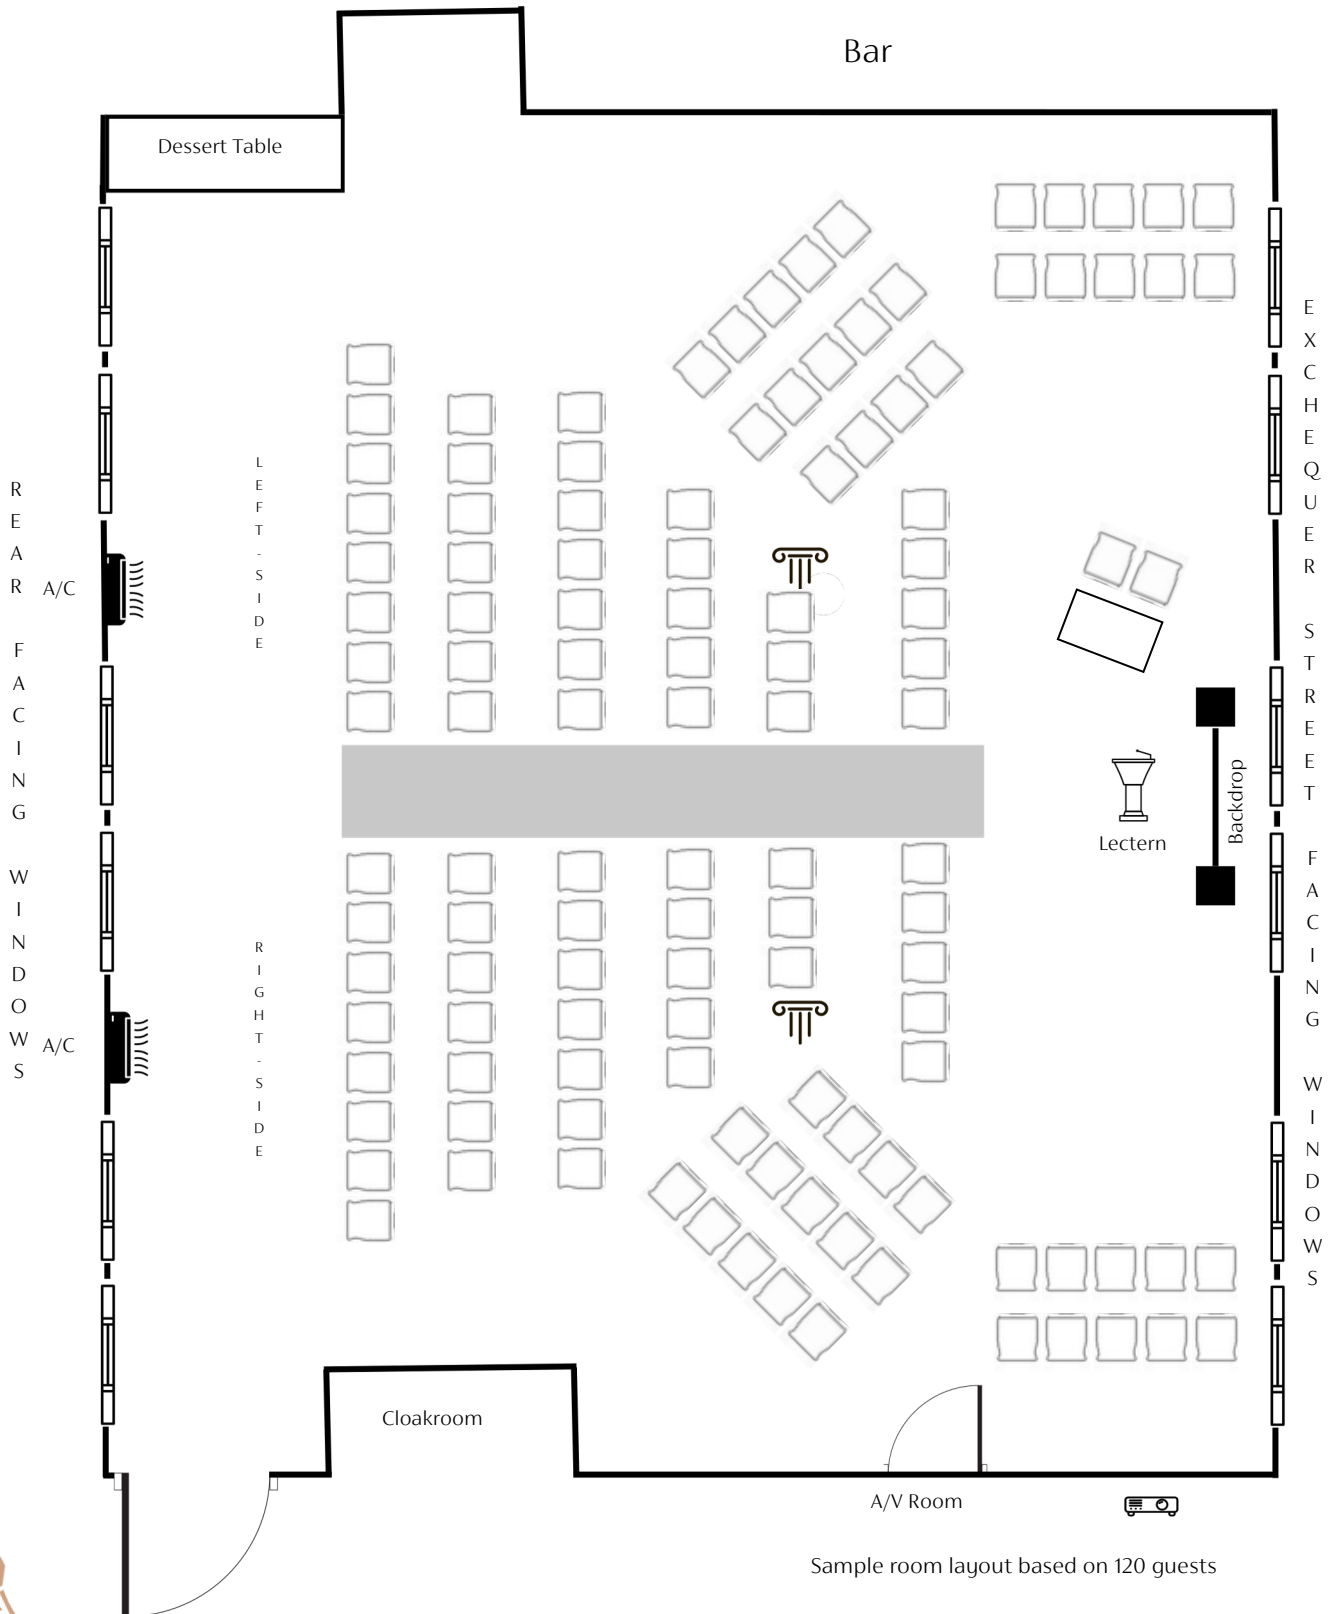 Bar
Dessert Table
EXCHEQUER STREET FACING WINDOWS
REAR FACING WINDOWS
LEFT-SIDE
A/C
Backdrop
Lectern
RIGHT-SIDE
A/C
Cloakroom
A/V Room
Sample room layout based on 120 guests